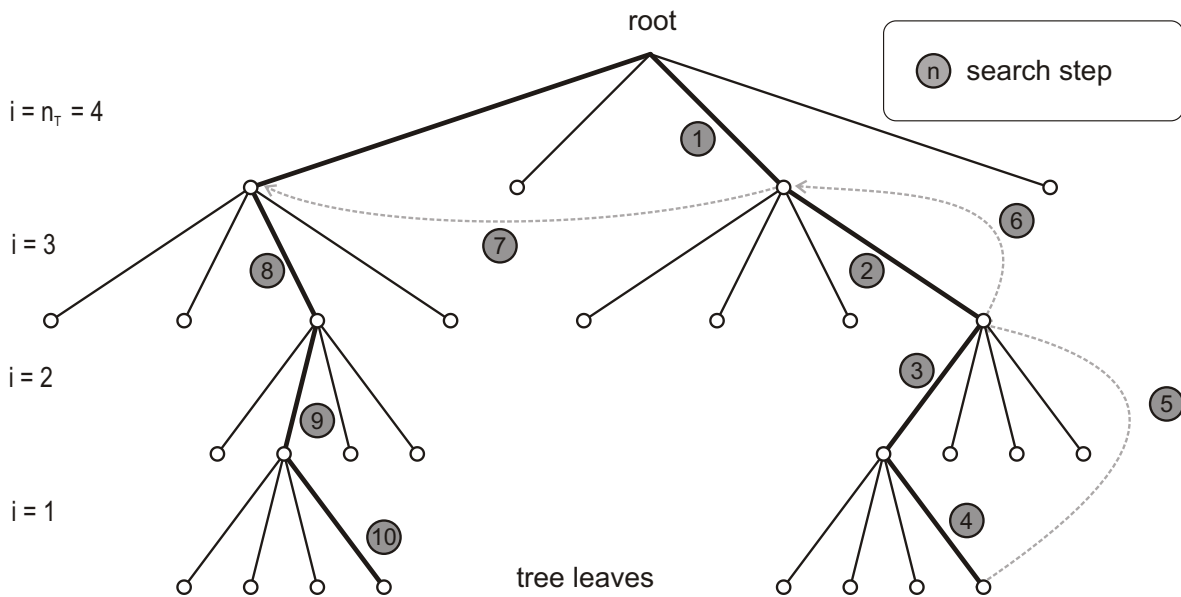 root
n search step
i = nT = 4
1
6
i = 3
7
8
2
i = 2
3
5
9
i = 1
4
10
tree leaves